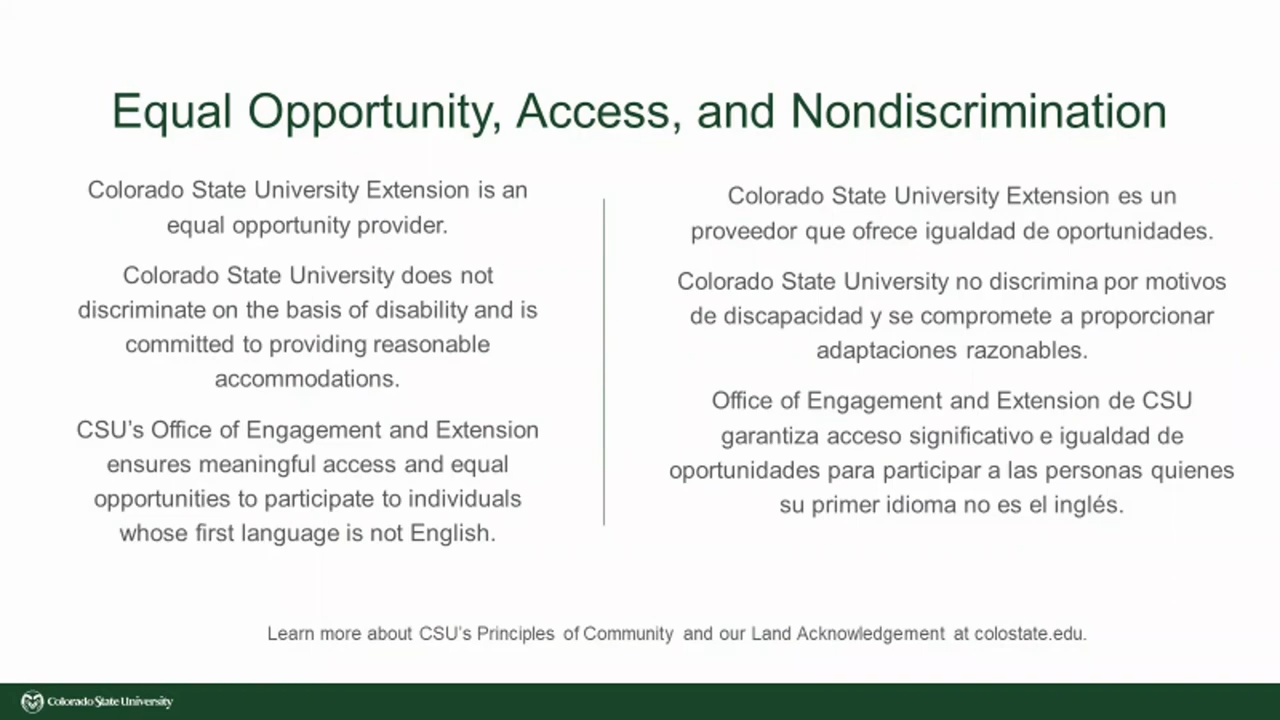 Equal Opportunity, Access, and Nondiscrimination
Colorado State University Extension is an
equal opportunity provider.
Colorado State University does not
discriminate on the basis of disability and is
committed to providing reasonable
accommodations.
CSU’s Office of Engagement and Extension
ensures meaningful access and equal
opportunities to participate to individuals
whose first language is not English.
Colorado State University Extension es un
proveedor que ofrece igualdad de oportunidades.
Colorado State University no discrimina por motivos
de discapacidad y se compromete a proporcionar
adaptaciones razonables.
Office of Engagement and Extension de CSU
garantiza acceso significativo e igualdad de
oportunidades para participar a las personas quienes
su primer idioma no es el inglés.
Learn more about CSU’s Principles of Community and our Land Acknowledgement at colostate.edu.
Colorado State University